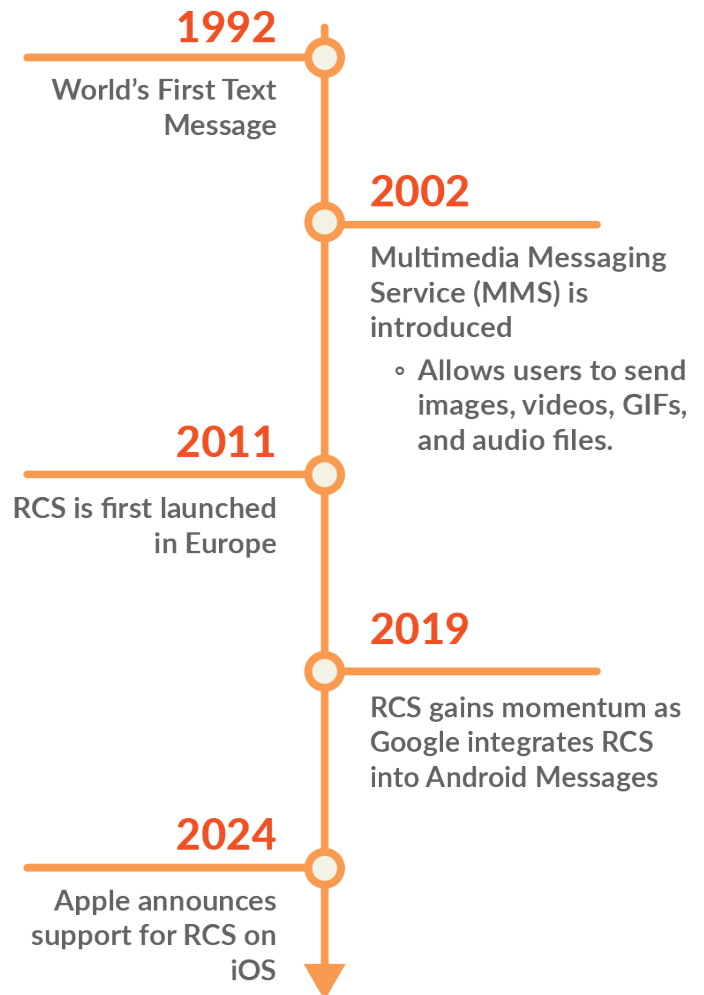 1992
World’s First Text
Message
2002
Multimedia Messaging
Service (MMS) is
introduced
∘ Allows users to send
images, videos, GIFs,
and audio files.
2011
RCS is first launched
in Europe
2019
RCS gains momentum as
Google integrates RCS
into Android Messages
2024
Apple announces
support for RCS on
iOS